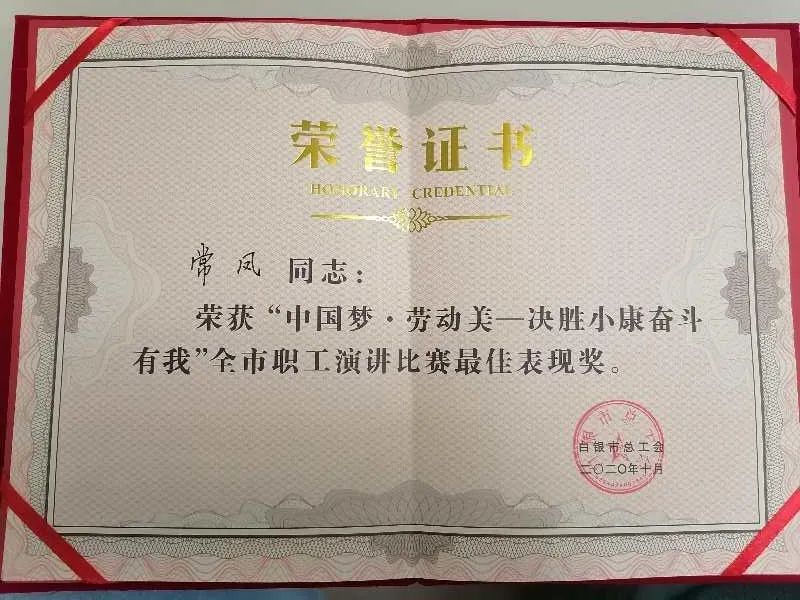 荣誉证书
HONORARY CREDENTIAL
常凤 同志：
荣获“中国梦·劳动美—决胜小康奋斗
有我”全市职工演讲比赛最佳表现奖。
白银市总工会
二〇二〇年十月